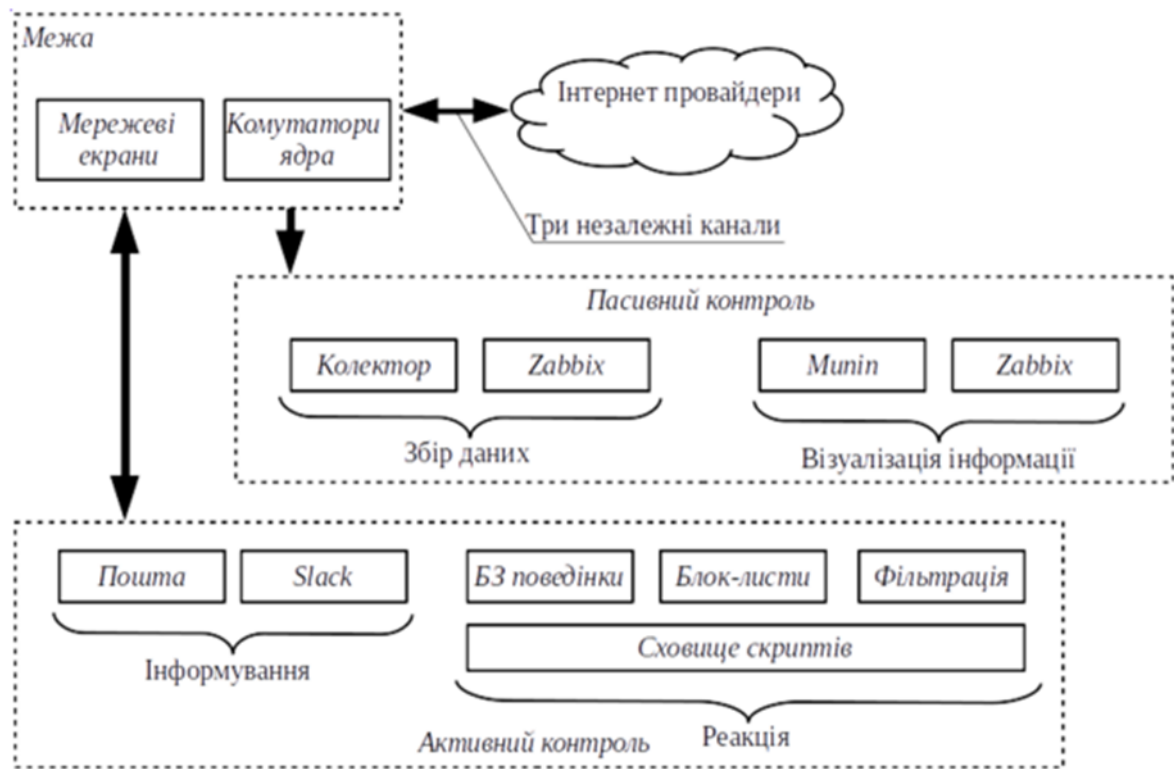 Межа
Мережеві
екрани
Комутатори
ядра
Інтернет провайдери
Три незалежні канали
Пасивний контроль
Колектор
Zabbix
Munin
Zabbix
Збір даних
Візуалізація інформації
Пошта
Slack
БЗ поведінки
Блок-листи
Фільтрація
Сховище скриптів
Інформування
Реакція
Активний контроль